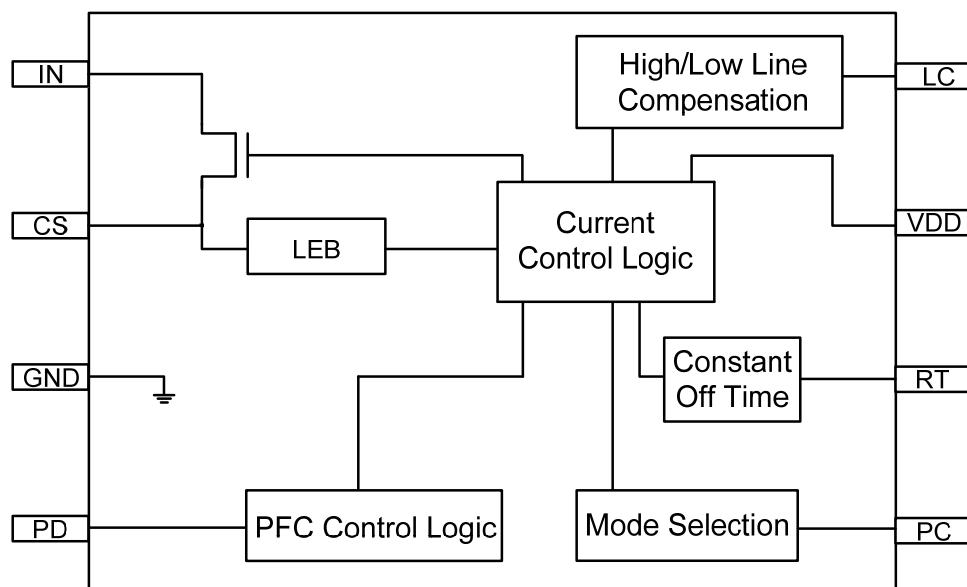 IN
High/Low Line
Compensation
LC
CS
LEB
Current
Control Logic
VDD
GND
Constant
Off Time
RT
PD
PFC Control Logic
Mode Selection
PC